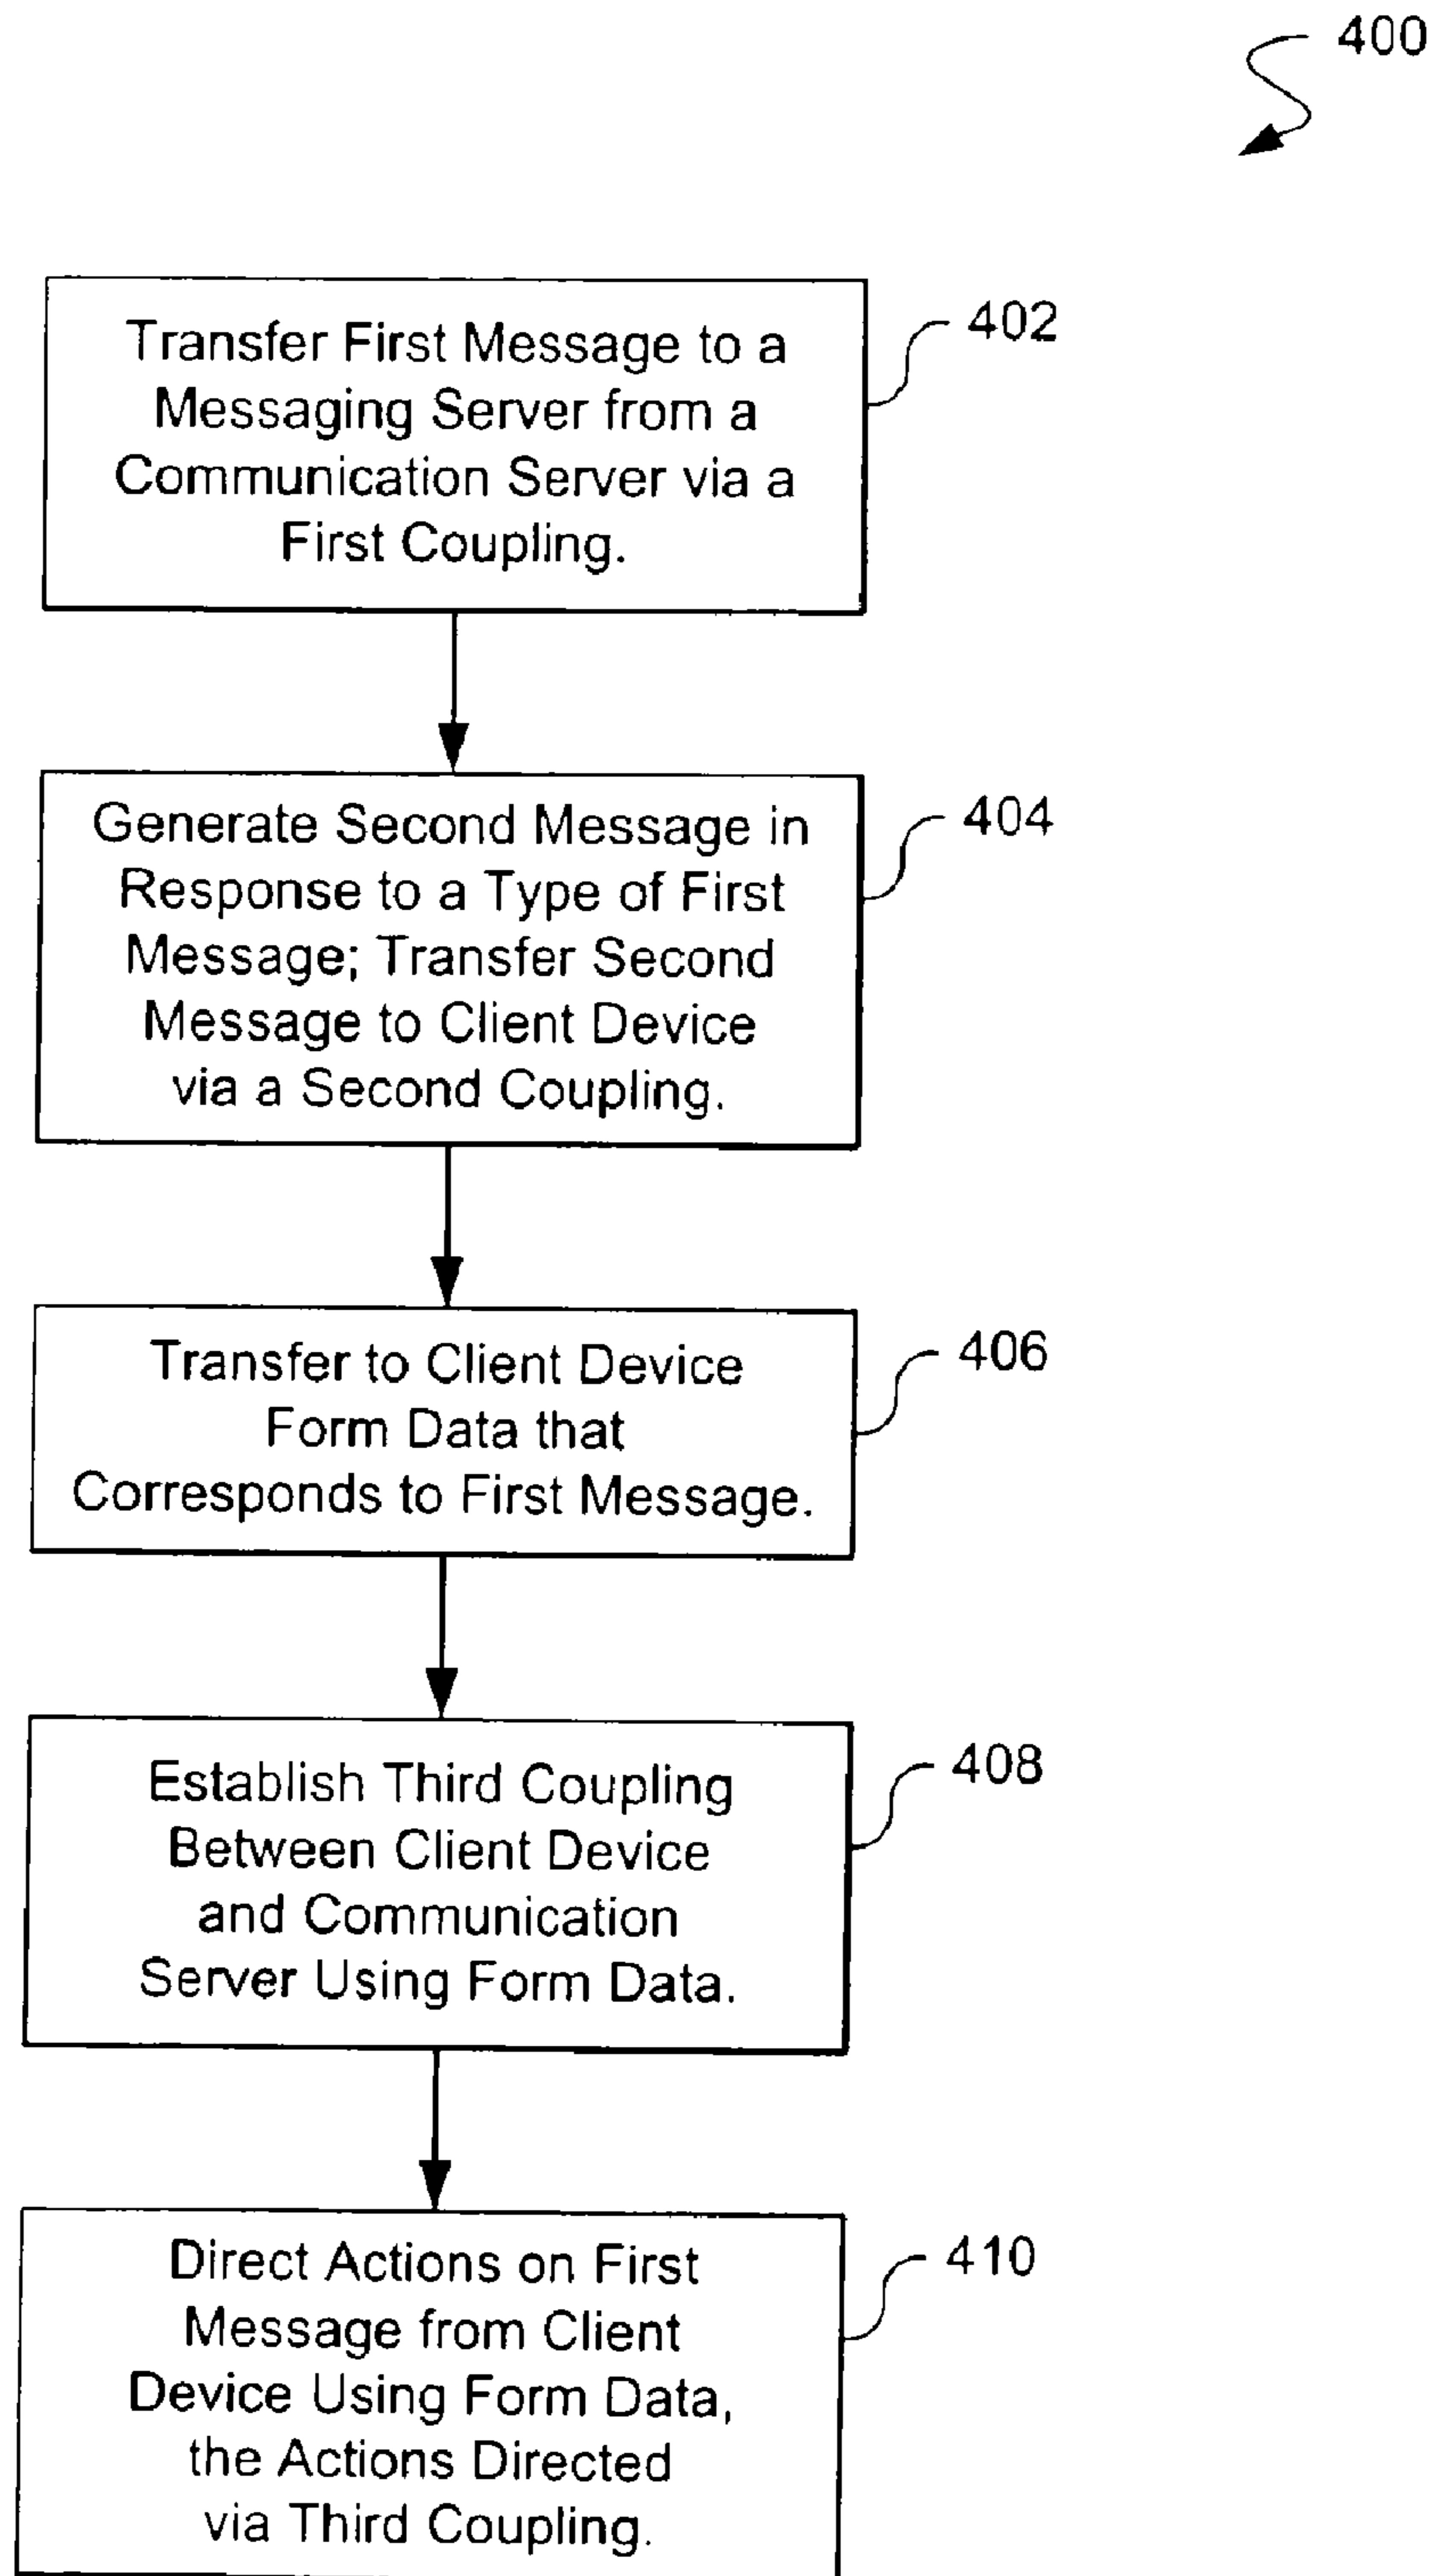 400
Transfer First Message to a
Messaging Server from a
Communication Server via a
First Coupling.
402
Generate Second Message in
Response to a Type of First
Message; Transfer Second
Message to Client Device
via a Second Coupling.
404
Transfer to Client Device
Form Data that
Corresponds to First Message.
406
Establish Third Coupling
Between Client Device
and Communication
Server Using Form Data.
408
Direct Actions on First
Message from Client
Device Using Form Data,
the Actions Directed
via Third Coupling.
410